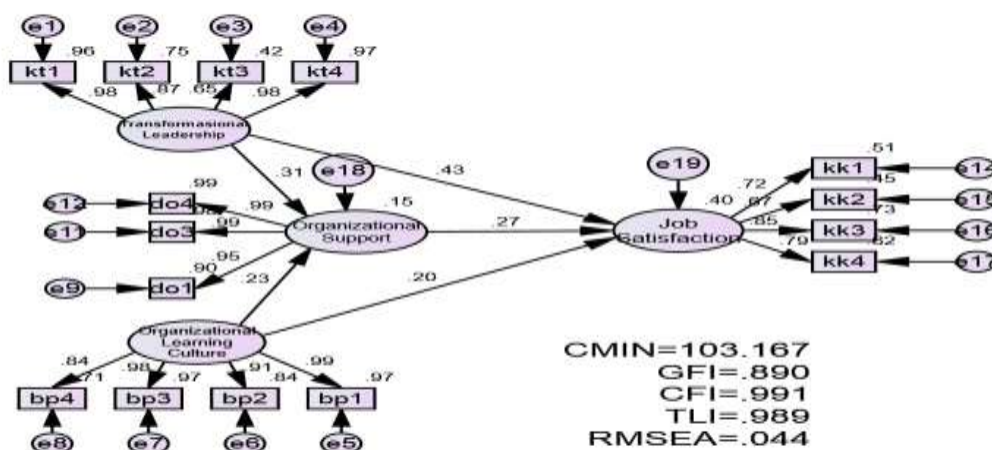 e1 e2 e3 e4
.96 .75 .42 .97
kt1 kt2 kt3 kt4
.98 .87 .65 .98
Transformasional
Leadership
e18
.31
.43
e19
.51
kk1
e14
.72
e12
do4
.99
.99
.15
.40
.67
.45
kk2
e15
e11
do3
.99
Organizational
Support
.27
Job
Satisfaction
.85
.73
kk3
e16
.79
.62
kk4
e17
.95
.90
e9
do1
.23
.20
Organizational
Learning
Culture
.84 .98 .91 .99
.71 .97 .84 .97
bp4 bp3 bp2 bp1
e8 e7 e6 e5
CMIN=103.167
GFI=.890
CFI=.991
TLI=.989
RMSEA=.044